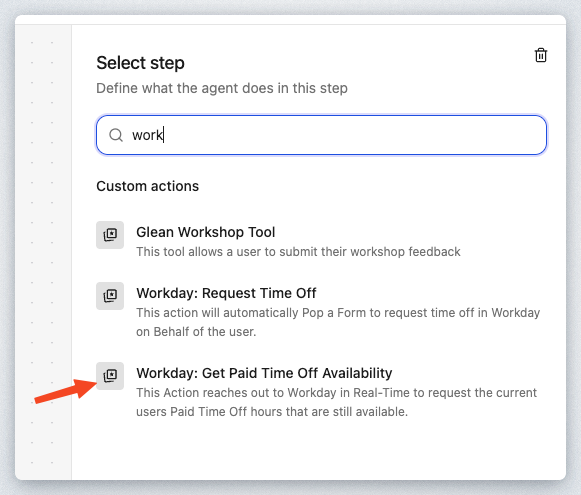 Select step
Define what the agent does in this step
work
Custom actions
Glean Workshop Tool
This tool allows a user to submit their workshop feedback
Workday: Request Time Off
This action will automatically Pop a Form to request time off in Workday
on Behalf of the user.
Workday: Get Paid Time Off Availability
This Action reaches out to Workday in Real-Time to request the current
users Paid Time Off hours that are still available.